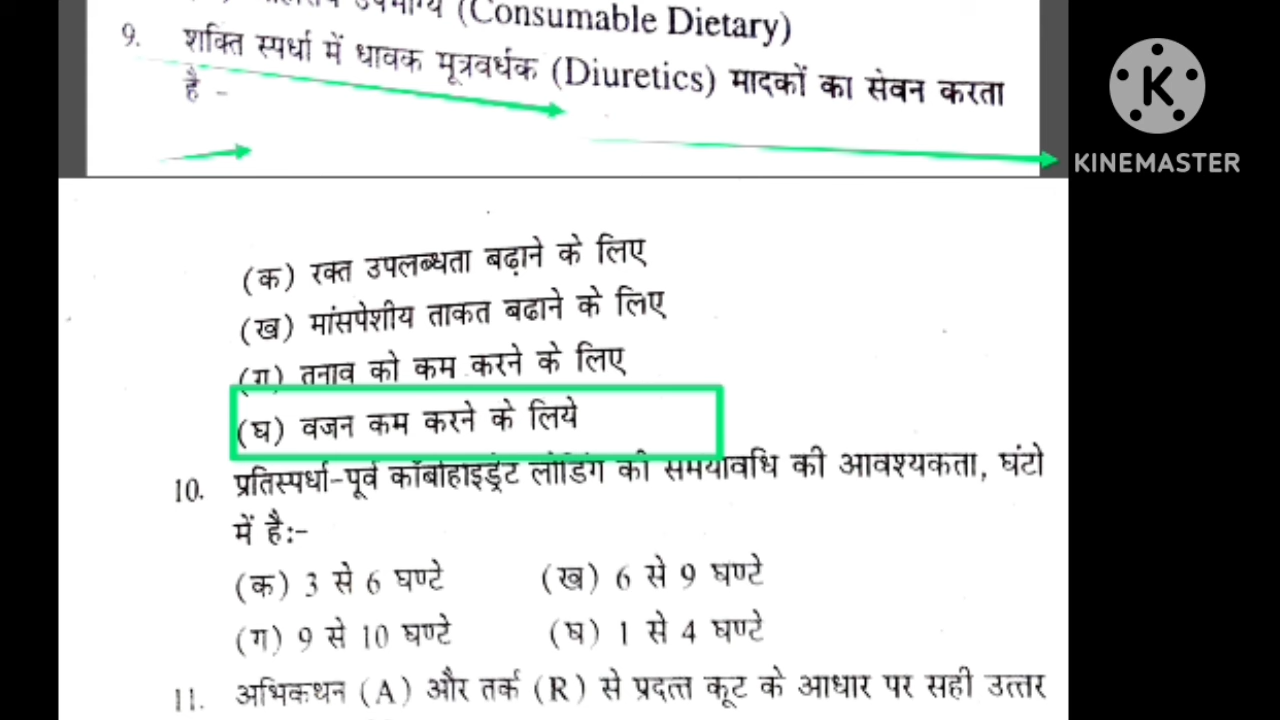 उपभोग्य (Consumable Dietary)
9. शक्ति स्पर्धा में धावक मूत्रवर्धक (Diuretics) मादकों का सेवन करता
है -
K
KINEMASTER
(क) रक्त उपलब्धता बढ़ाने के लिए
(ख) मांसपेशीय ताकत बढाने के लिए
(ग) तनाव को कम करने के लिए
(घ) वजन कम करने के लिये
10. प्रतिस्पर्धा-पूर्व कॉर्बोहाइड्रेट लोडिंग की समयावधि की आवश्यकता, घंटो
में है:-
(क) 3 से 6 घण्टे (ख) 6 से 9 घण्टे
(ग) 9 से 10 घण्टे (घ) 1 से 4 घण्टे
11. अभिकथन (A) और तर्क (R) से प्रदत्त कूट के आधार पर सही उत्तर